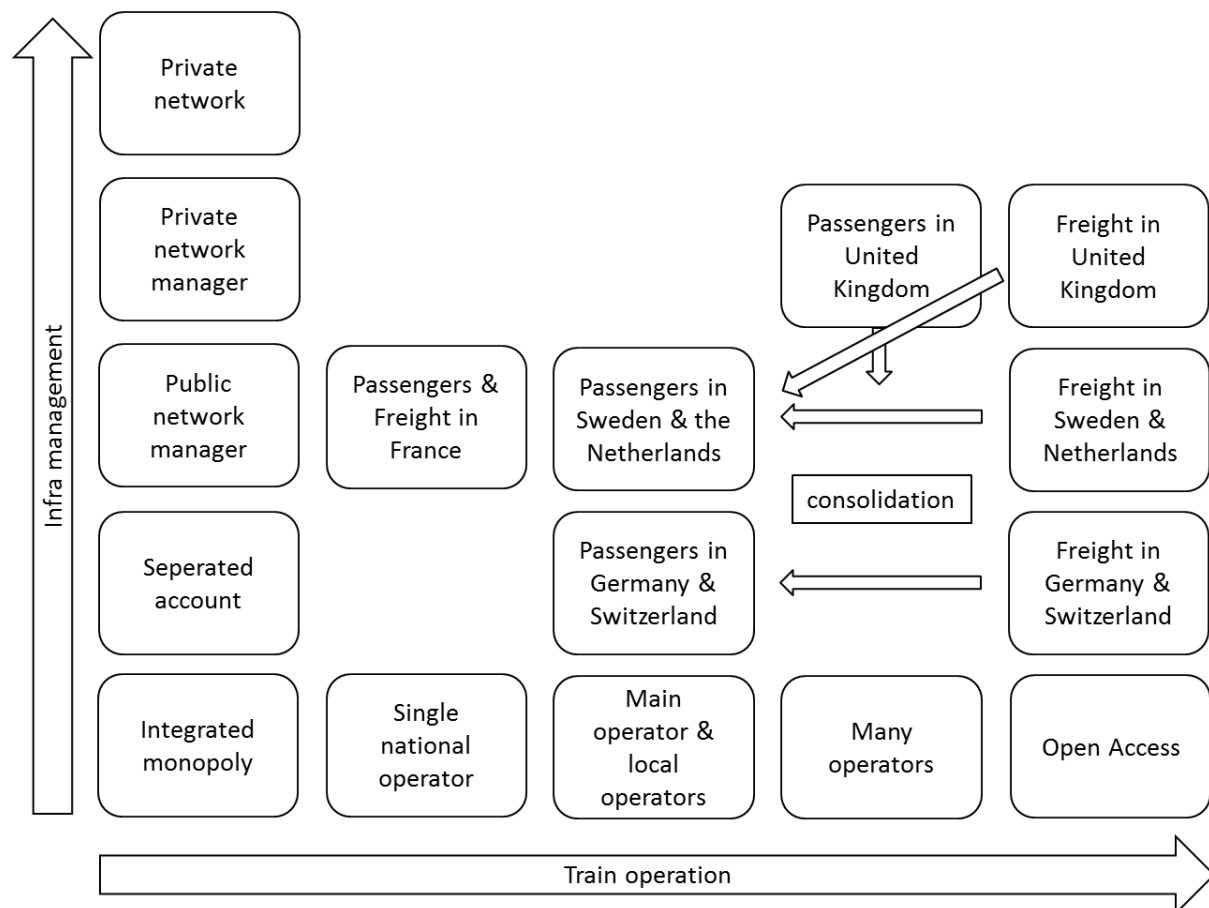 Private
network
Private
network
manager
Passengers in
United
Kingdom
Freight in
United
Kingdom
Infra management
Public
network
manager
Passengers &
Freight in
France
Passengers in
Sweden & the
Netherlands
Freight in
Sweden &
Netherlands
consolidation
Seperated
account
Passengers in
Germany &
Switzerland
Freight in
Germany &
Switzerland
Integrated
monopoly
Single
national
operator
Main
operator &
local
operators
Many
operators
Open Access
Train operation